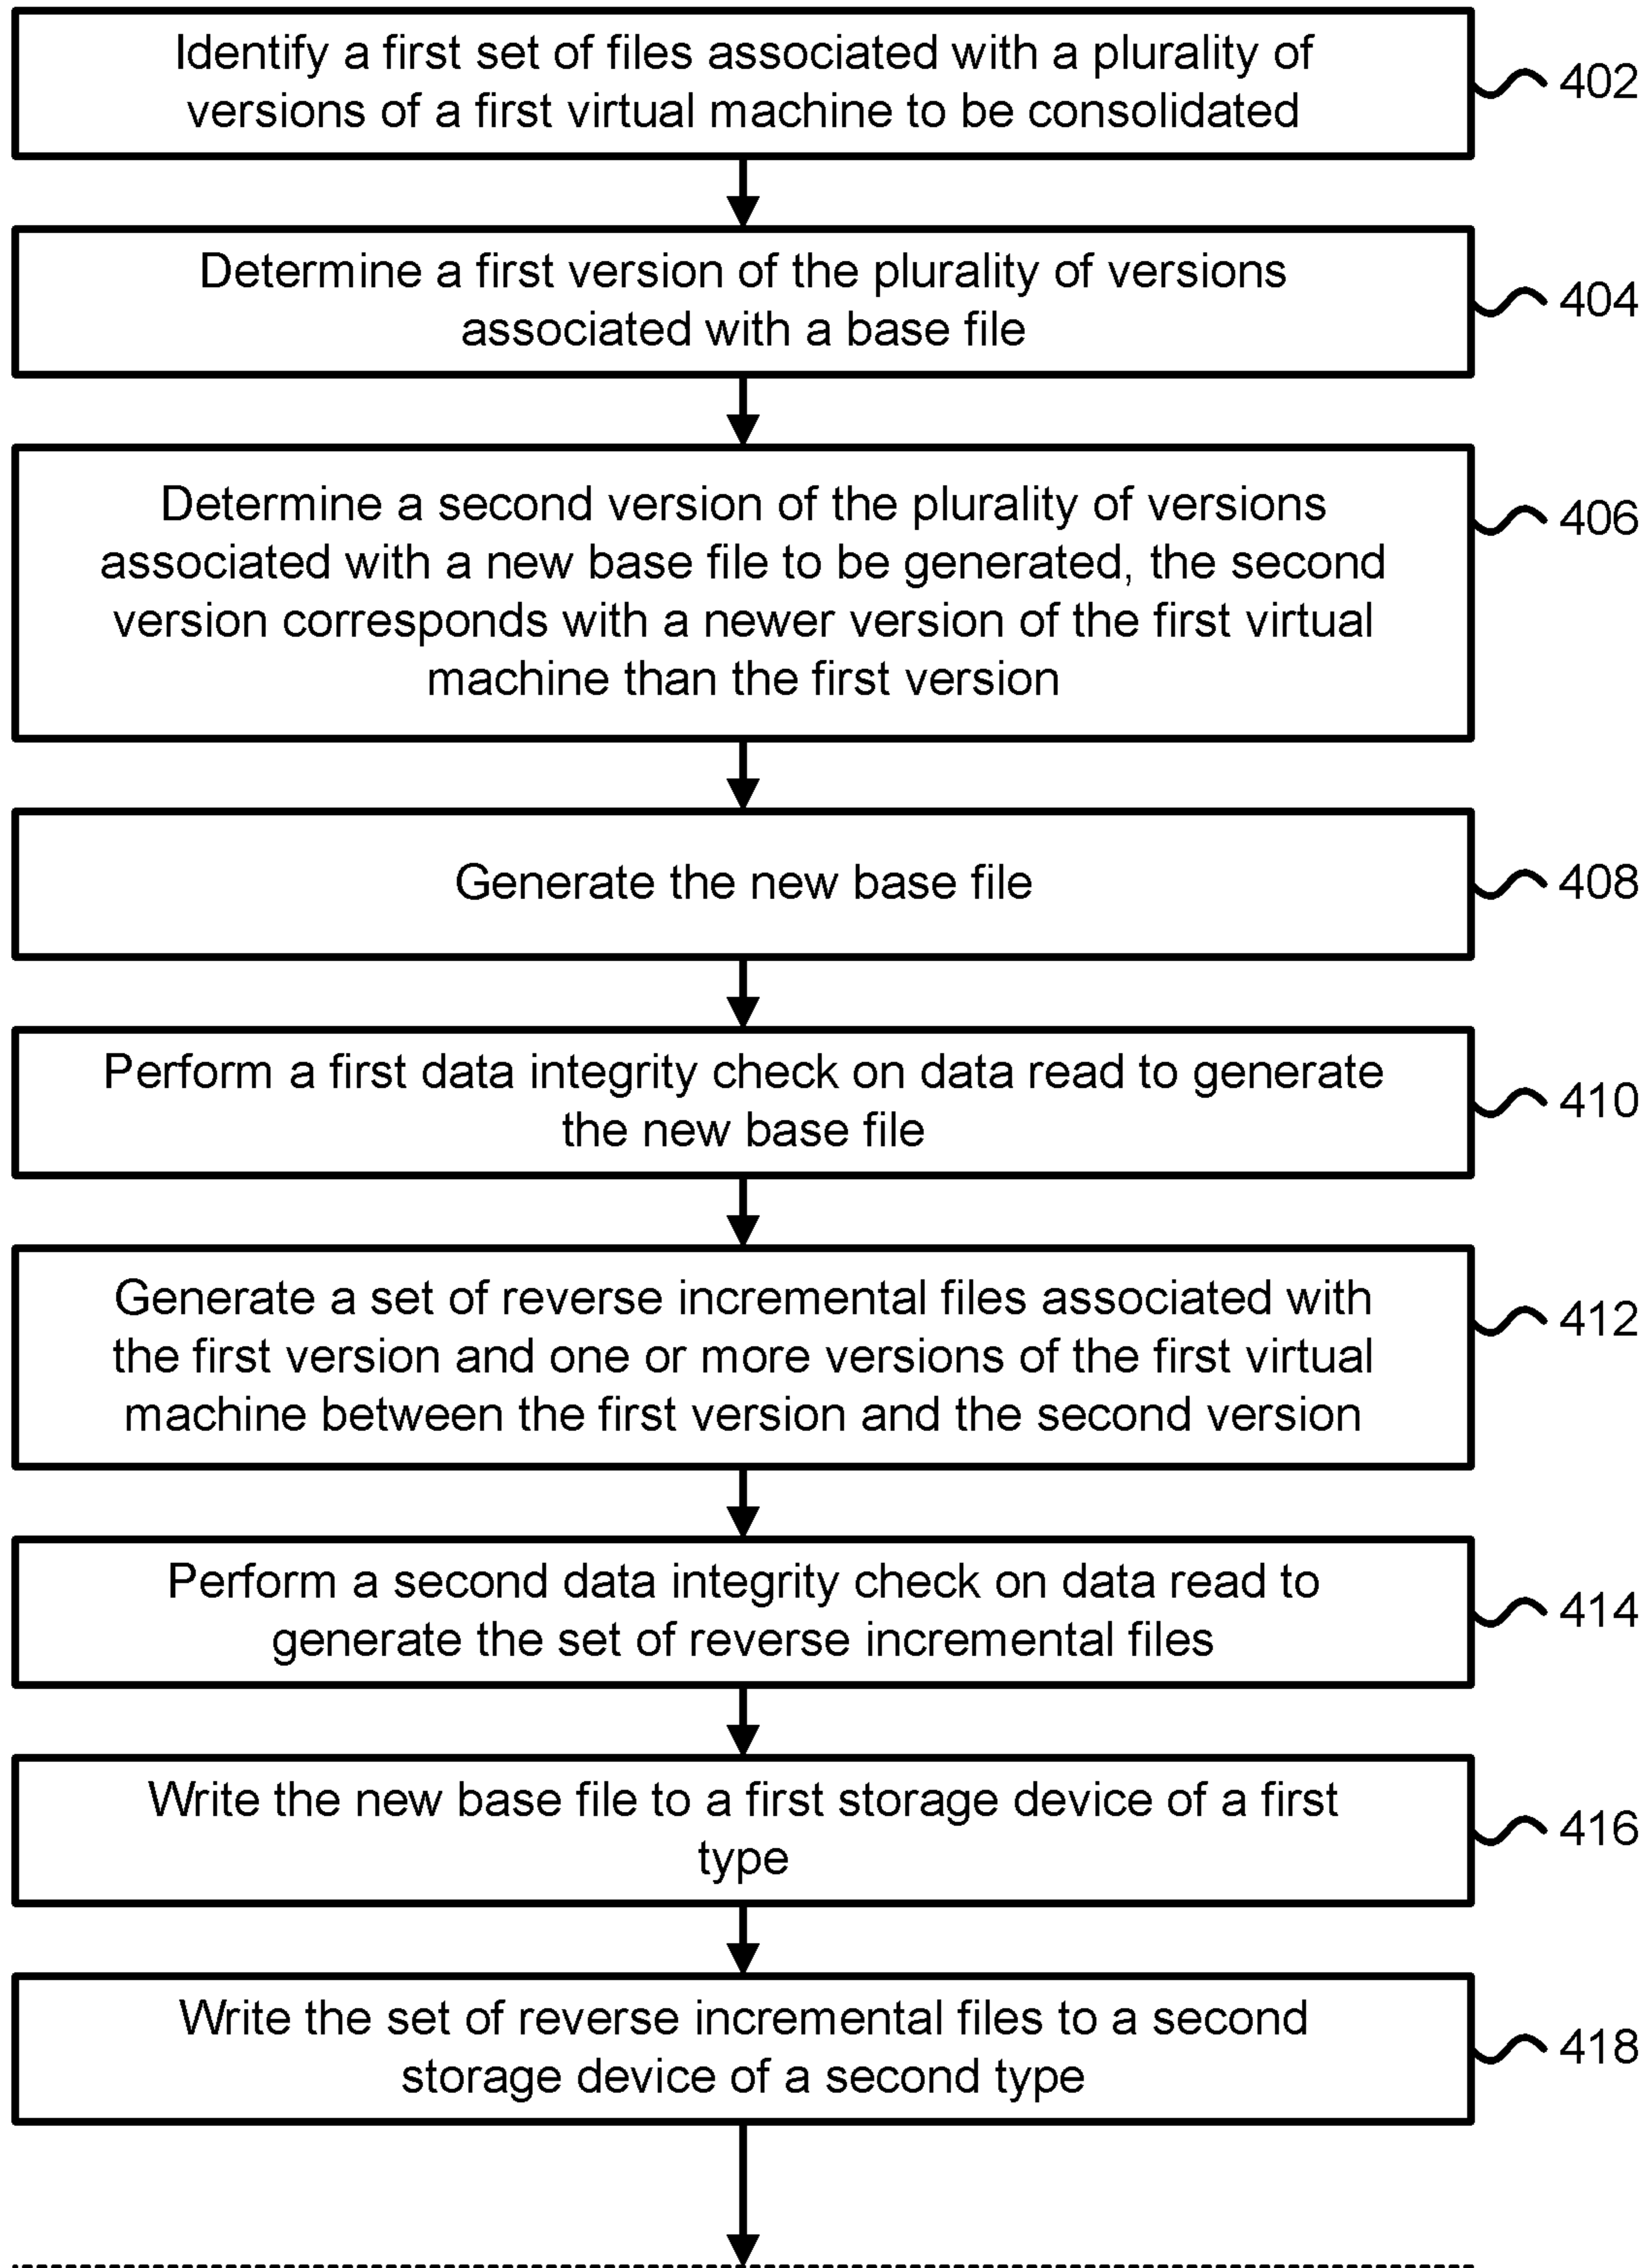 Identify a first set of files associated with a plurality of
versions of a first virtual machine to be consolidated
402
Determine a first version of the plurality of versions
associated with a base file
404
Determine a second version of the plurality of versions
associated with a new base file to be generated, the second
version corresponds with a newer version of the first virtual
machine than the first version
406
Generate the new base file
408
Perform a first data integrity check on data read to generate
the new base file
410
Generate a set of reverse incremental files associated with
the first version and one or more versions of the first virtual
machine between the first version and the second version
412
Perform a second data integrity check on data read to
generate the set of reverse incremental files
414
Write the new base file to a first storage device of a first
type
416
Write the set of reverse incremental files to a second
storage device of a second type
418